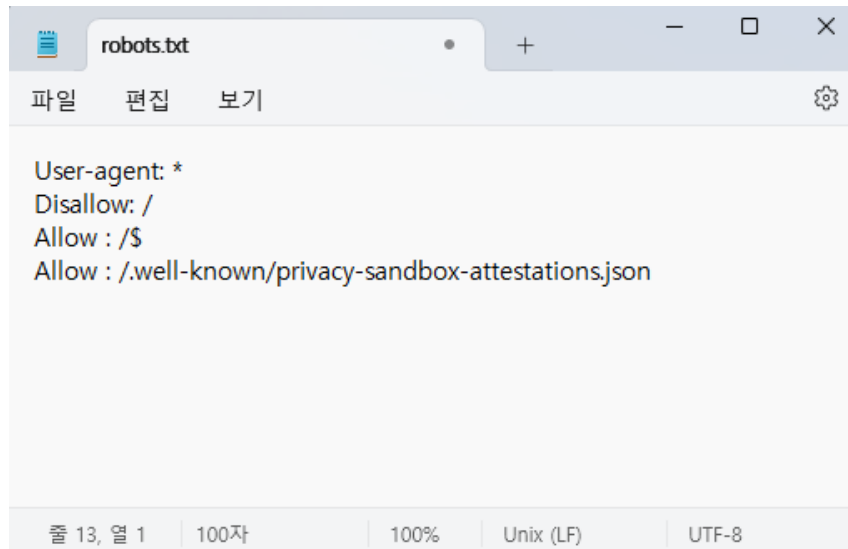 robots.txt
파일 편집 보기
User-agent: *
Disallow: /
Allow : /$
Allow : /.well-known/privacy-sandbox-attestations.json
줄 13, 열 1 100자 100% Unix (LF) UTF-8